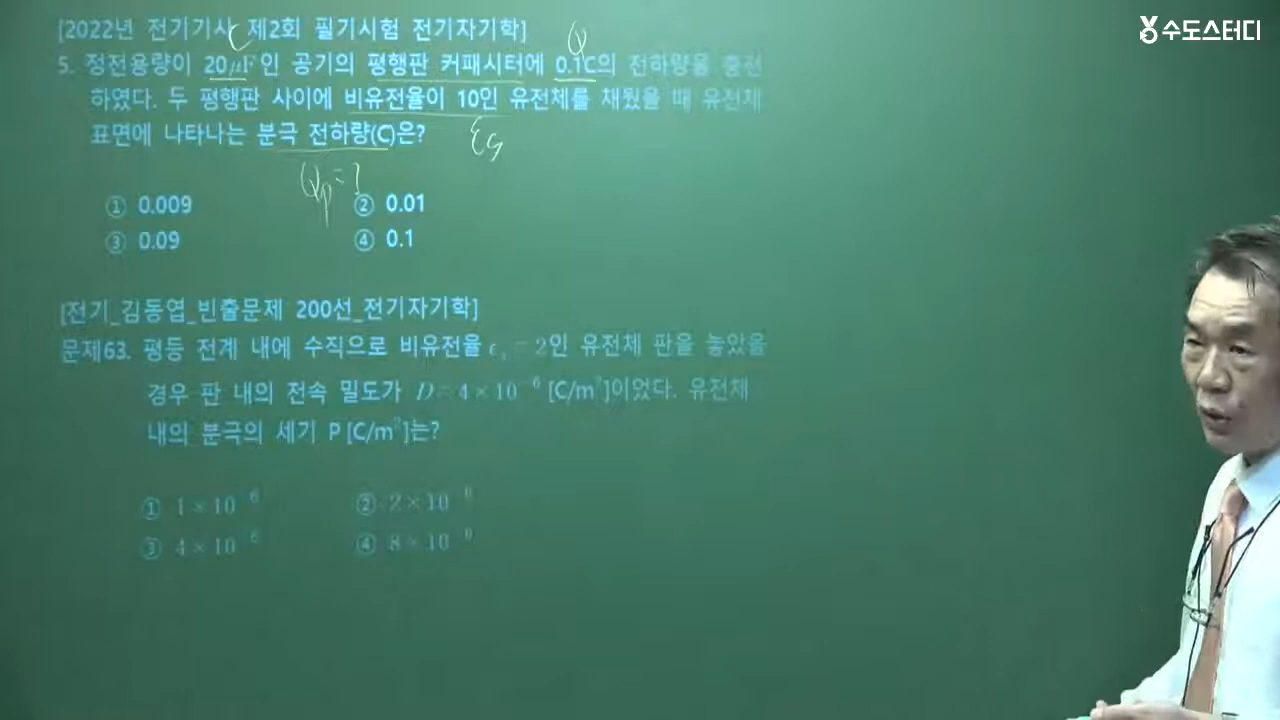 수도스터디
[2022년 전기기사 제2회 필기시험 전기자기학]
C Q
5. 정전용량이 20μF인 공기의 평행판 커패시터에 0.1C의 전하량을 충전
하였다. 두 평행판 사이에 비유전율이 10인 유전체를 채웠을 때 유전체
표면에 나타나는 분극 전하량(C)은?
εs
Qp = ?
① 0.009 ② 0.01
③ 0.09 ④ 0.1
[전기_김동엽_빈출문제 200선_전기자기학]
문제63. 평등 전계 내에 수직으로 비유전율 ϵs = 2인 유전체 판을 놓았을
경우 판 내의 전속 밀도가 D = 4 × 10⁻⁶ [C/m²]이었다. 유전체
내의 분극의 세기 P [C/m²]는?
① 1 × 10⁻⁶ ② 2 × 10⁻⁶
③ 4 × 10⁻⁶ ④ 8 × 10⁻⁶